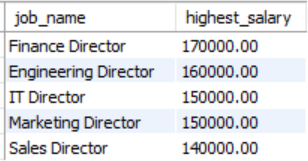 job_name highest_salary
Finance Director 170000.00
Engineering Director 160000.00
IT Director 150000.00
Marketing Director 150000.00
Sales Director 140000.00